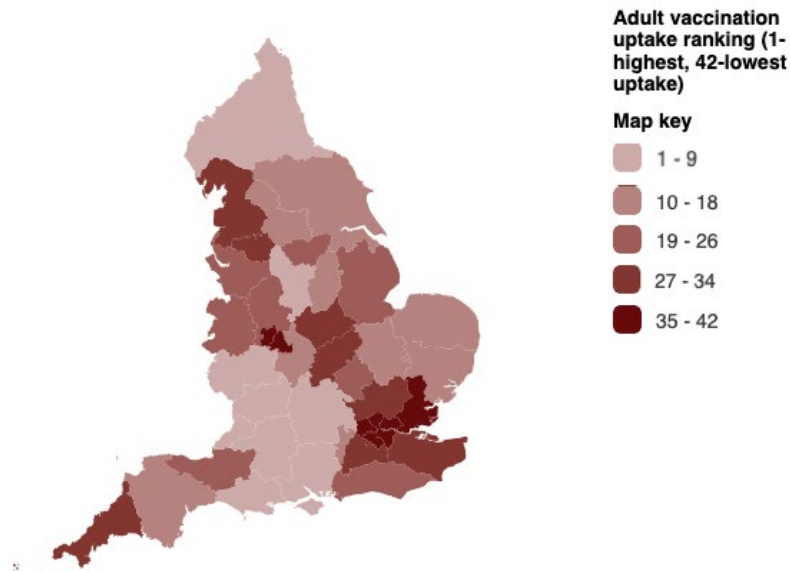 Adult vaccination
uptake ranking (1-
highest, 42-lowest
uptake)
Map key
1 - 9
10 - 18
19 - 26
27 - 34
35 - 42